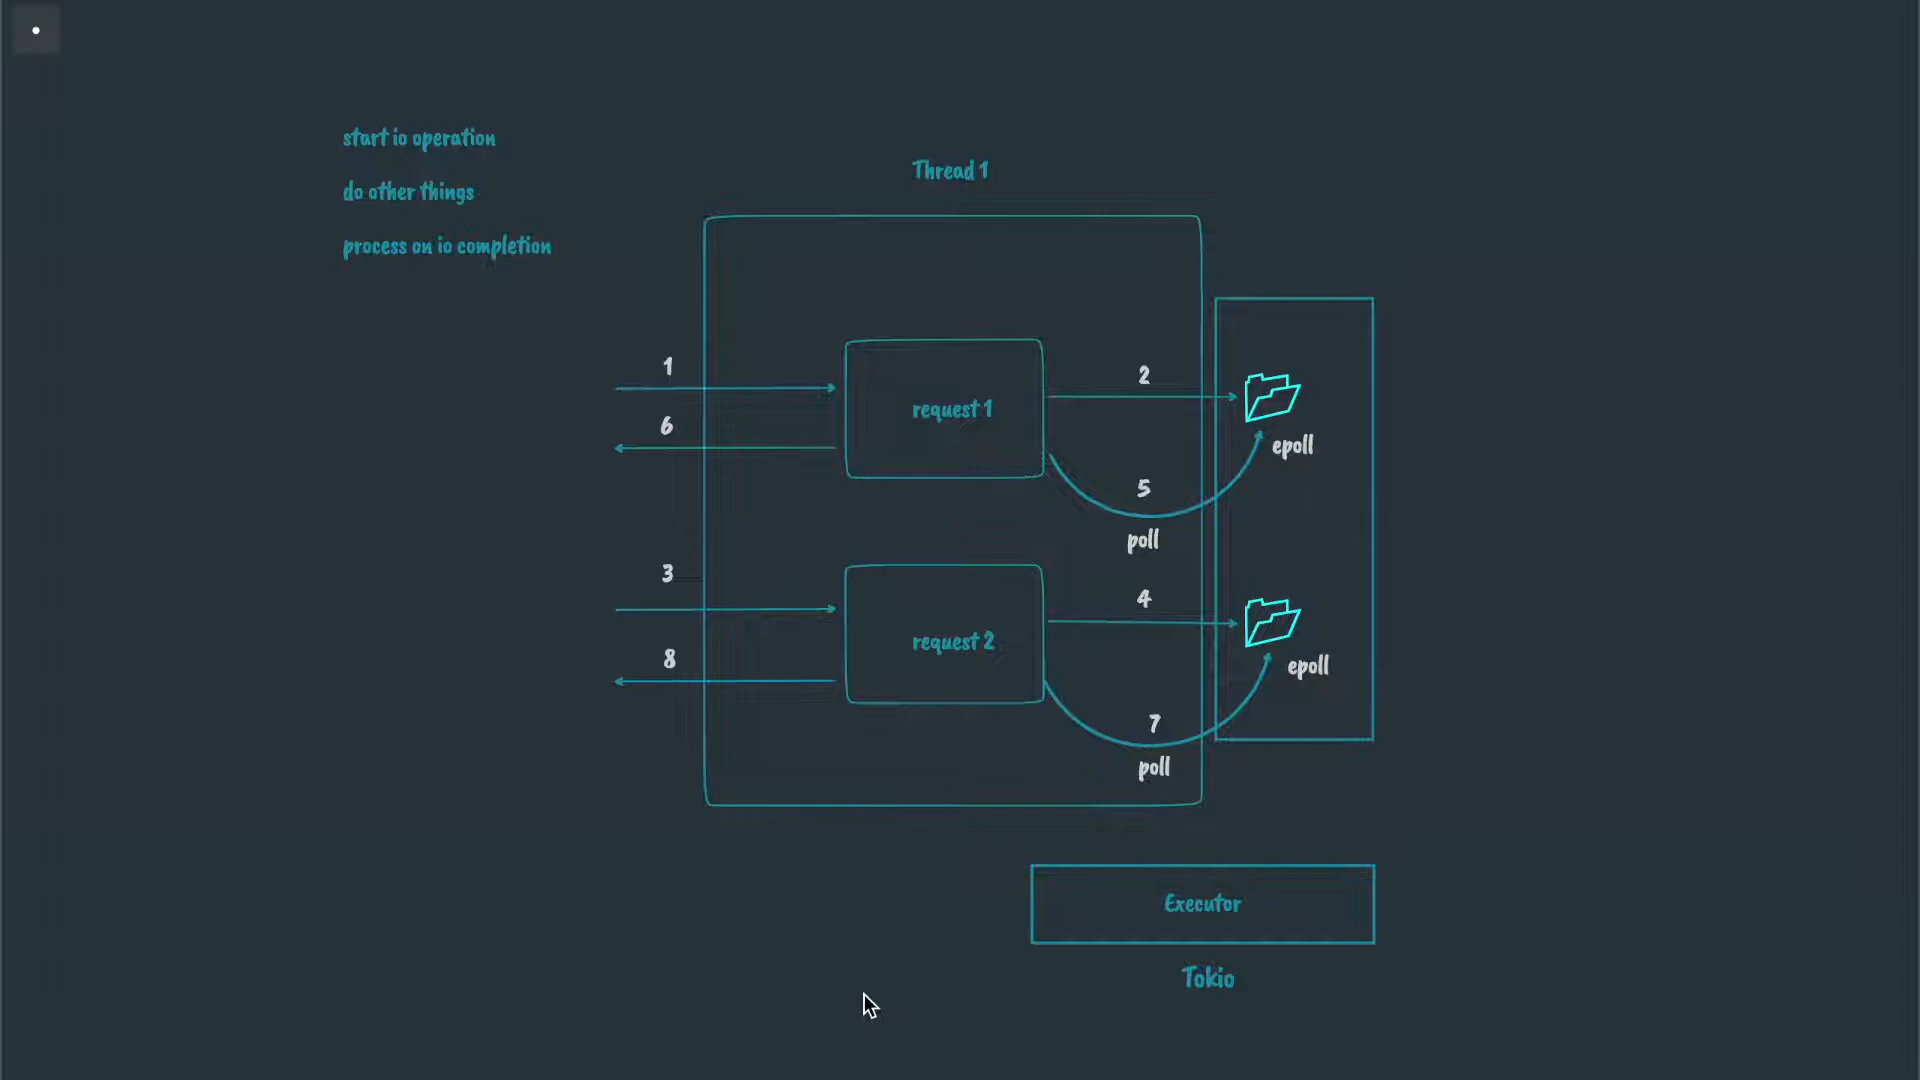 start io operation
do other things
process on io completion
Thread 1
1
2
request 1
6
epoll
5
poll
3
4
request 2
8
epoll
7
poll
Executor
Tokio